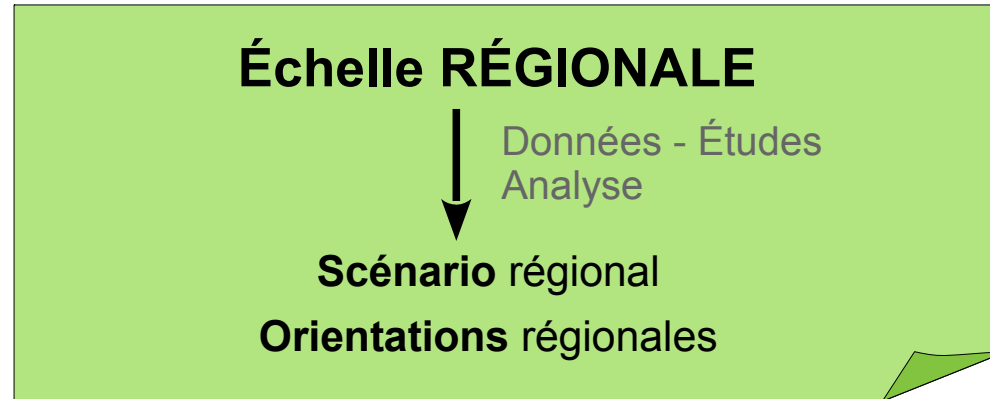 Échelle RÉGIONALE
Données - Études
Analyse
Scénario régional
Orientations régionales